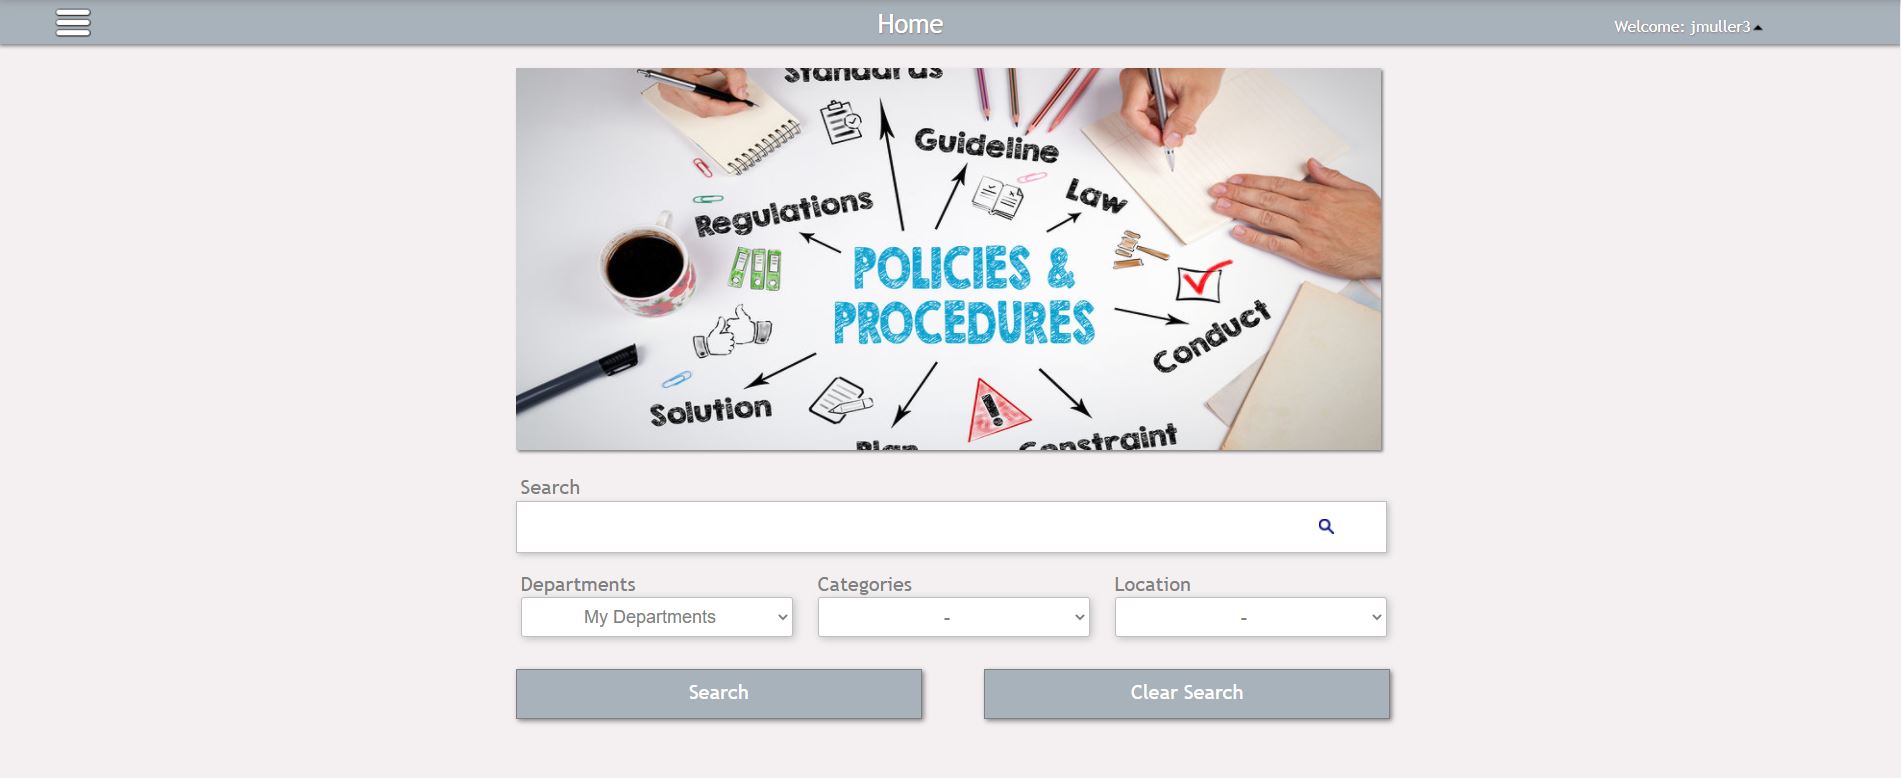 Home
Welcome: jmuller3
Standards
Guideline
Law
Regulations
POLICIES &
PROCEDURES
Conduct
Solution
Plan
Constraint
Search
Departments
Categories
Location
My Departments
-
-
Search
Clear Search